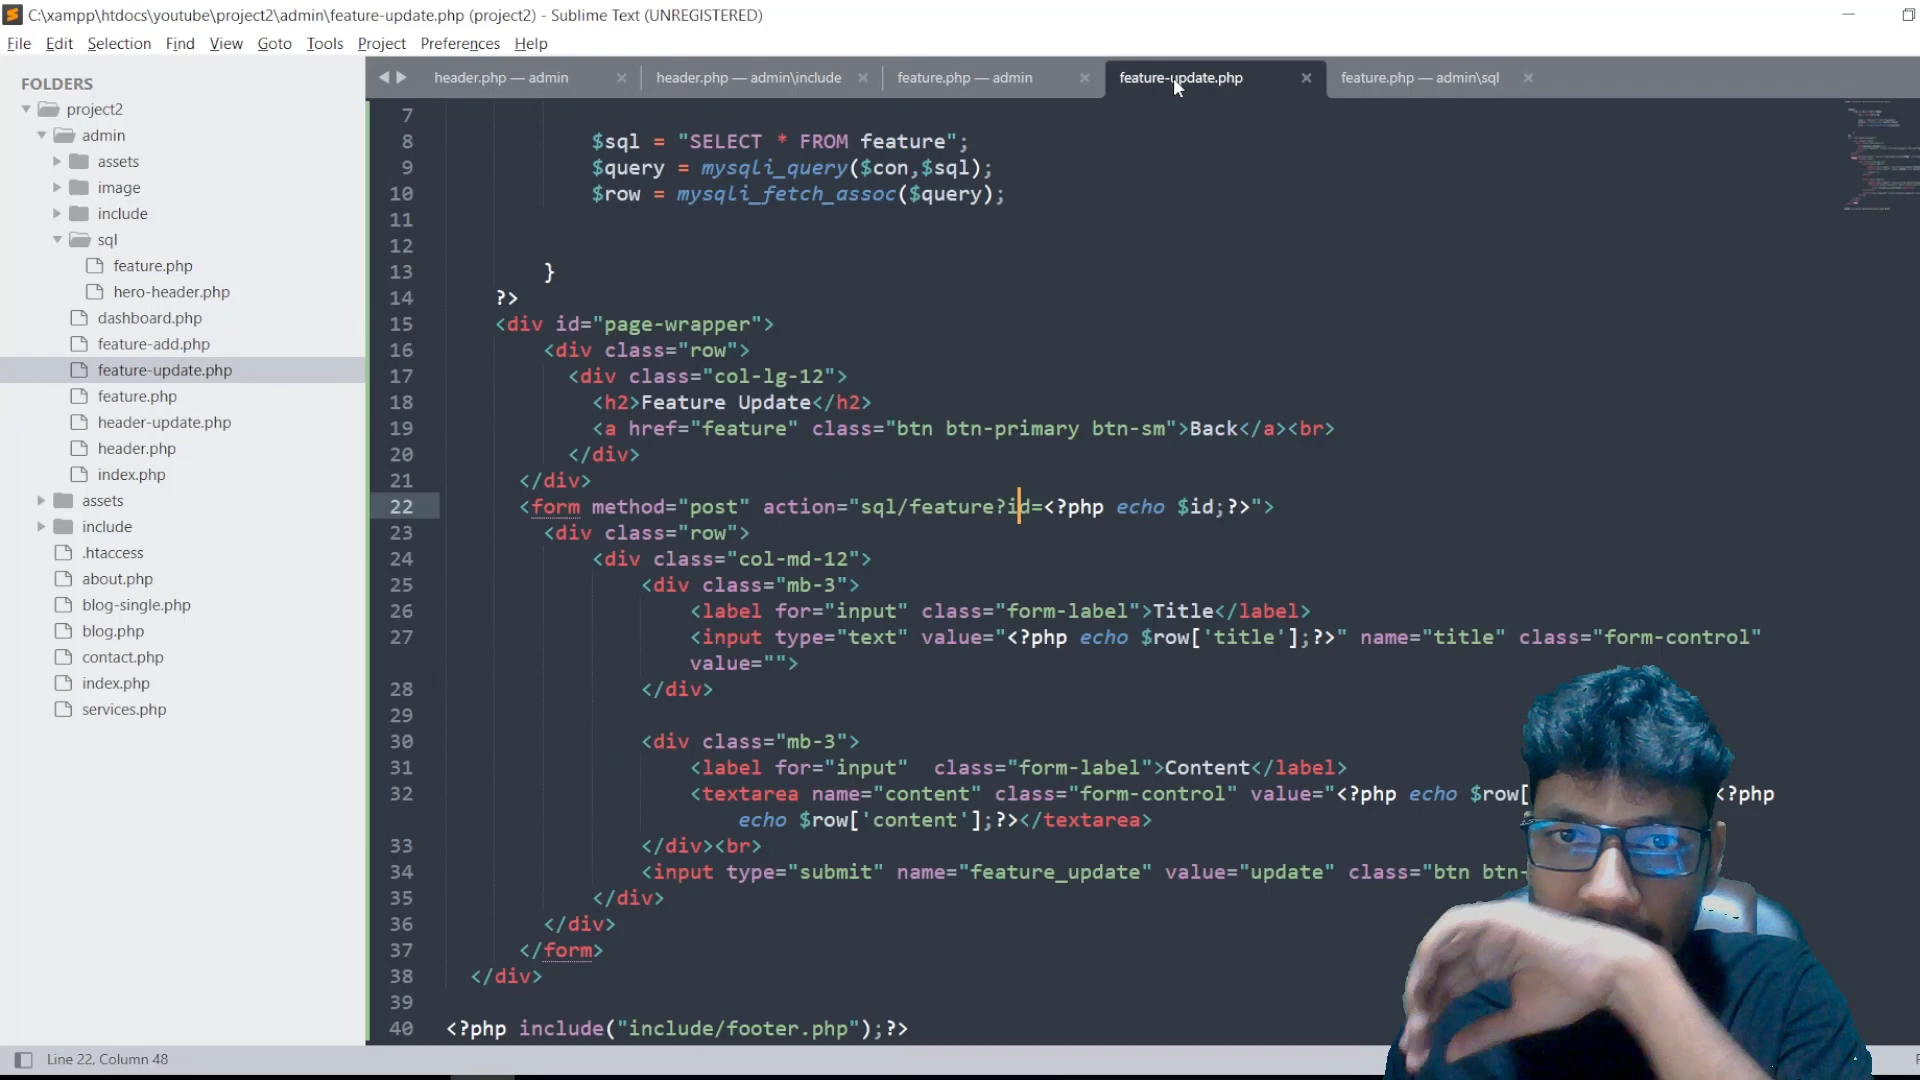 C:\xampp\htdocs\youtube\project2\admin\feature-update.php (project2) - Sublime Text (UNREGISTERED)
File Edit Selection Find View Goto Tools Project Preferences Help
FOLDERS
project2
admin
assets
image
include
sql
feature.php
hero-header.php
dashboard.php
feature-add.php
feature-update.php
feature.php
header-update.php
header.php
index.php
assets
include
.htaccess
about.php
blog-single.php
blog.php
contact.php
index.php
services.php
header.php — admin header.php — admin\include feature.php — admin feature-update.php feature.php — admin\sql
7
8 $sql = "SELECT * FROM feature";
9 $query = mysqli_query($con,$sql);
10 $row = mysqli_fetch_assoc($query);
11
12
13 }
14 ?>
15 <div id="page-wrapper">
16 <div class="row">
17 <div class="col-lg-12">
18 <h2>Feature Update</h2>
19 <a href="feature" class="btn btn-primary btn-sm">Back</a><br>
20 </div>
21 </div>
22 <form method="post" action="sql/feature?id=<?php echo $id;?>">
23 <div class="row">
24 <div class="col-md-12">
25 <div class="mb-3">
26 <label for="input" class="form-label">Title</label>
27 <input type="text" value="<?php echo $row['title'];?>" name="title" class="form-control"
value="">
28 </div>
29
30 <div class="mb-3">
31 <label for="input"  class="form-label">Content</label>
32 <textarea name="content" class="form-control" value="<?php echo $row[ <?php
echo $row['content'];?></textarea>
33 </div><br>
34 <input type="submit" name="feature_update" value="update" class="btn btn-
35 </div>
36 </div>
37 </form>
38 </div>
39
40 <?php include("include/footer.php");?>
Line 22, Column 48